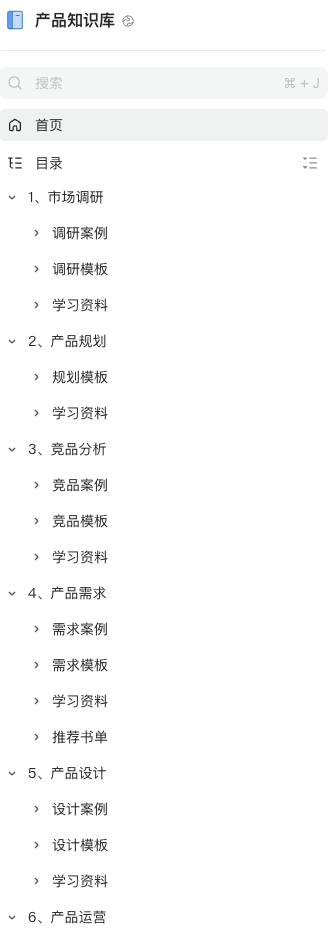 产品知识库
搜索 ⌘ + J
首页
目录
1、市场调研
调研案例
调研模板
学习资料
2、产品规划
规划模板
学习资料
3、竞品分析
竞品案例
竞品模板
学习资料
4、产品需求
需求案例
需求模板
学习资料
推荐书单
5、产品设计
设计案例
设计模板
学习资料
6、产品运营